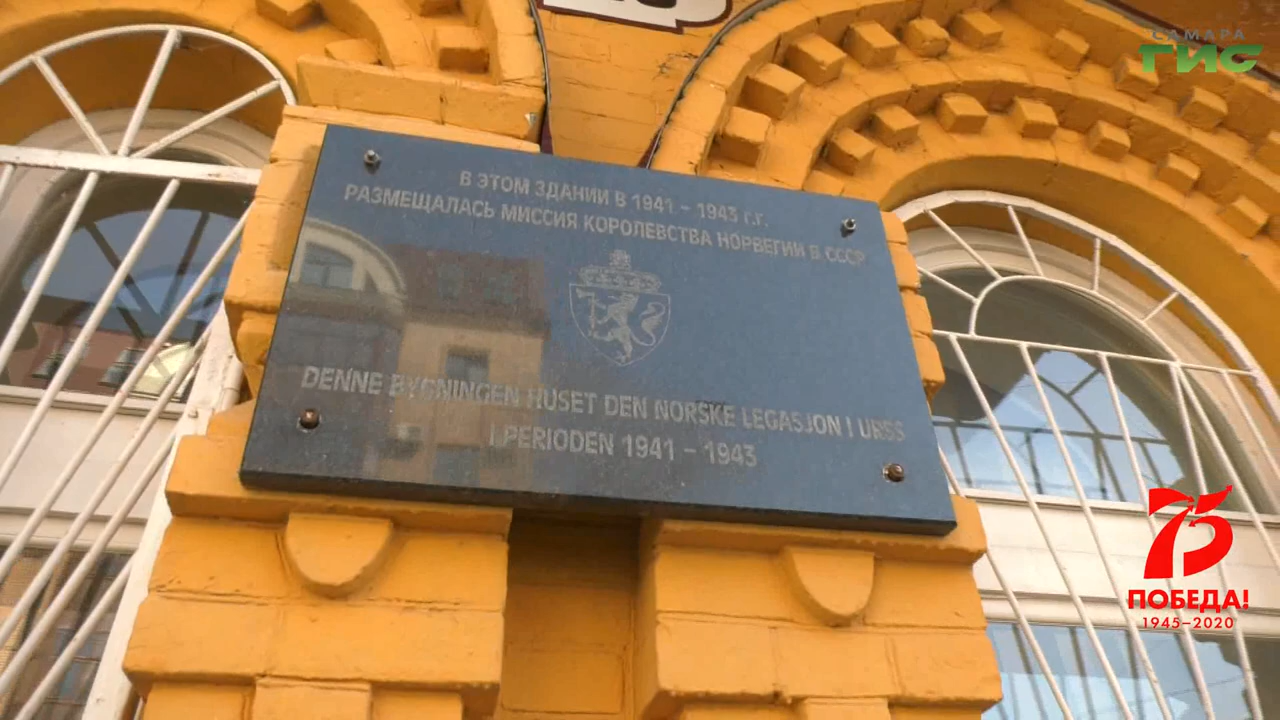 САМАРА
ГИС
В ЭТОМ ЗДАНИИ В 1941 – 1943 Г.Г.
РАЗМЕЩАЛАСЬ МИССИЯ КОРОЛЕВСТВА НОРВЕГИИ В СССР
DENNE BYGNINGEN HUSET DEN NORSKE LEGASJON I URSS
I PERIODEN 1941 – 1943
75
ПОБЕДА!
1945–2020